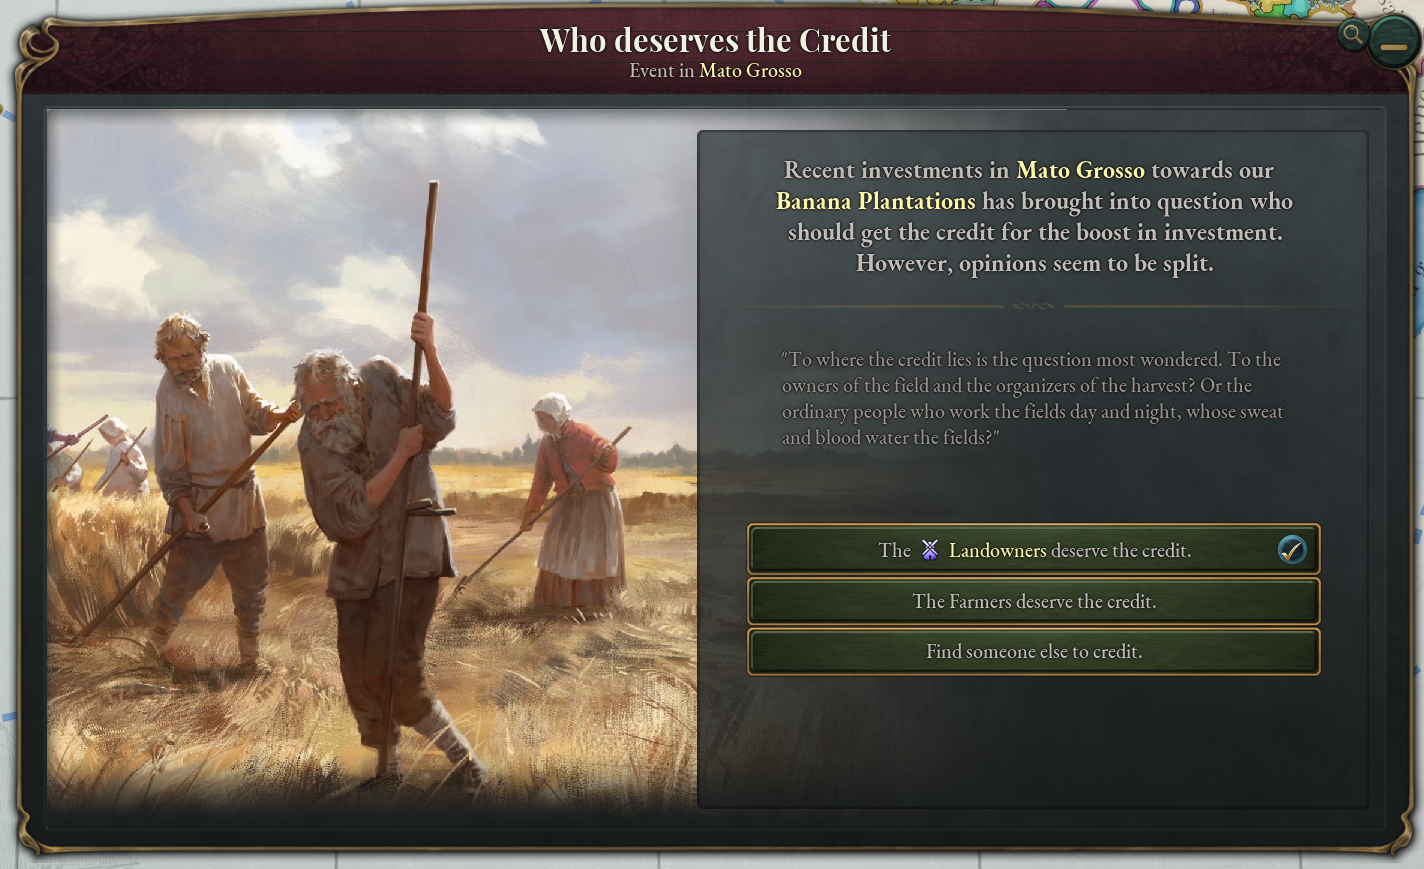 Who deserves the Credit
Event in Mato Grosso
Recent investments in Mato Grosso towards our
Banana Plantations has brought into question who
should get the credit for the boost in investment.
However, opinions seem to be split.
"To where the credit lies is the question most wondered. To the
owners of the field and the organizers of the harvest? Or the
ordinary people who work the fields day and night, whose sweat
and blood water the fields?"
The Landowners deserve the credit.
The Farmers deserve the credit.
Find someone else to credit.